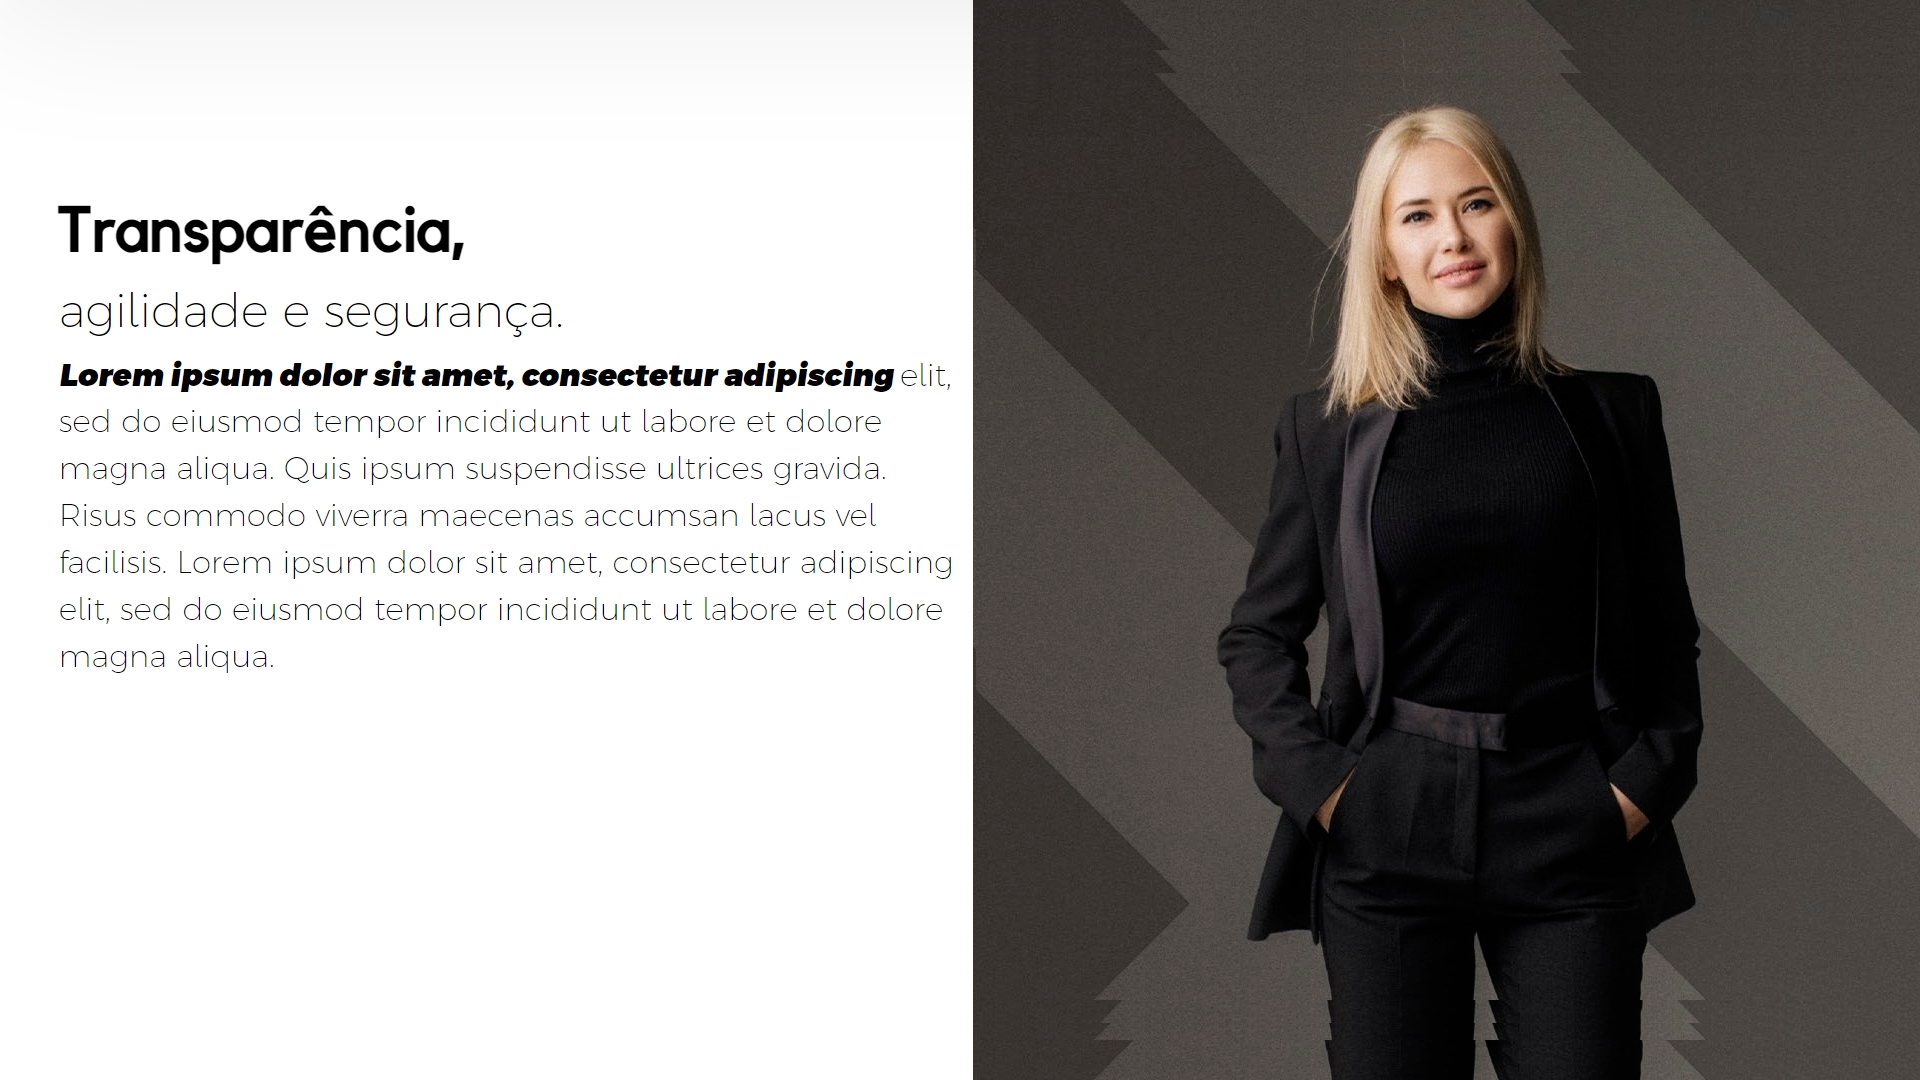 Transparência,
agilidade e segurança.
Lorem ipsum dolor sit amet, consectetur adipiscing elit,
sed do eiusmod tempor incididunt ut labore et dolore
magna aliqua. Quis ipsum suspendisse ultrices gravida.
Risus commodo viverra maecenas accumsan lacus vel
facilisis. Lorem ipsum dolor sit amet, consectetur adipiscing
elit, sed do eiusmod tempor incididunt ut labore et dolore
magna aliqua.